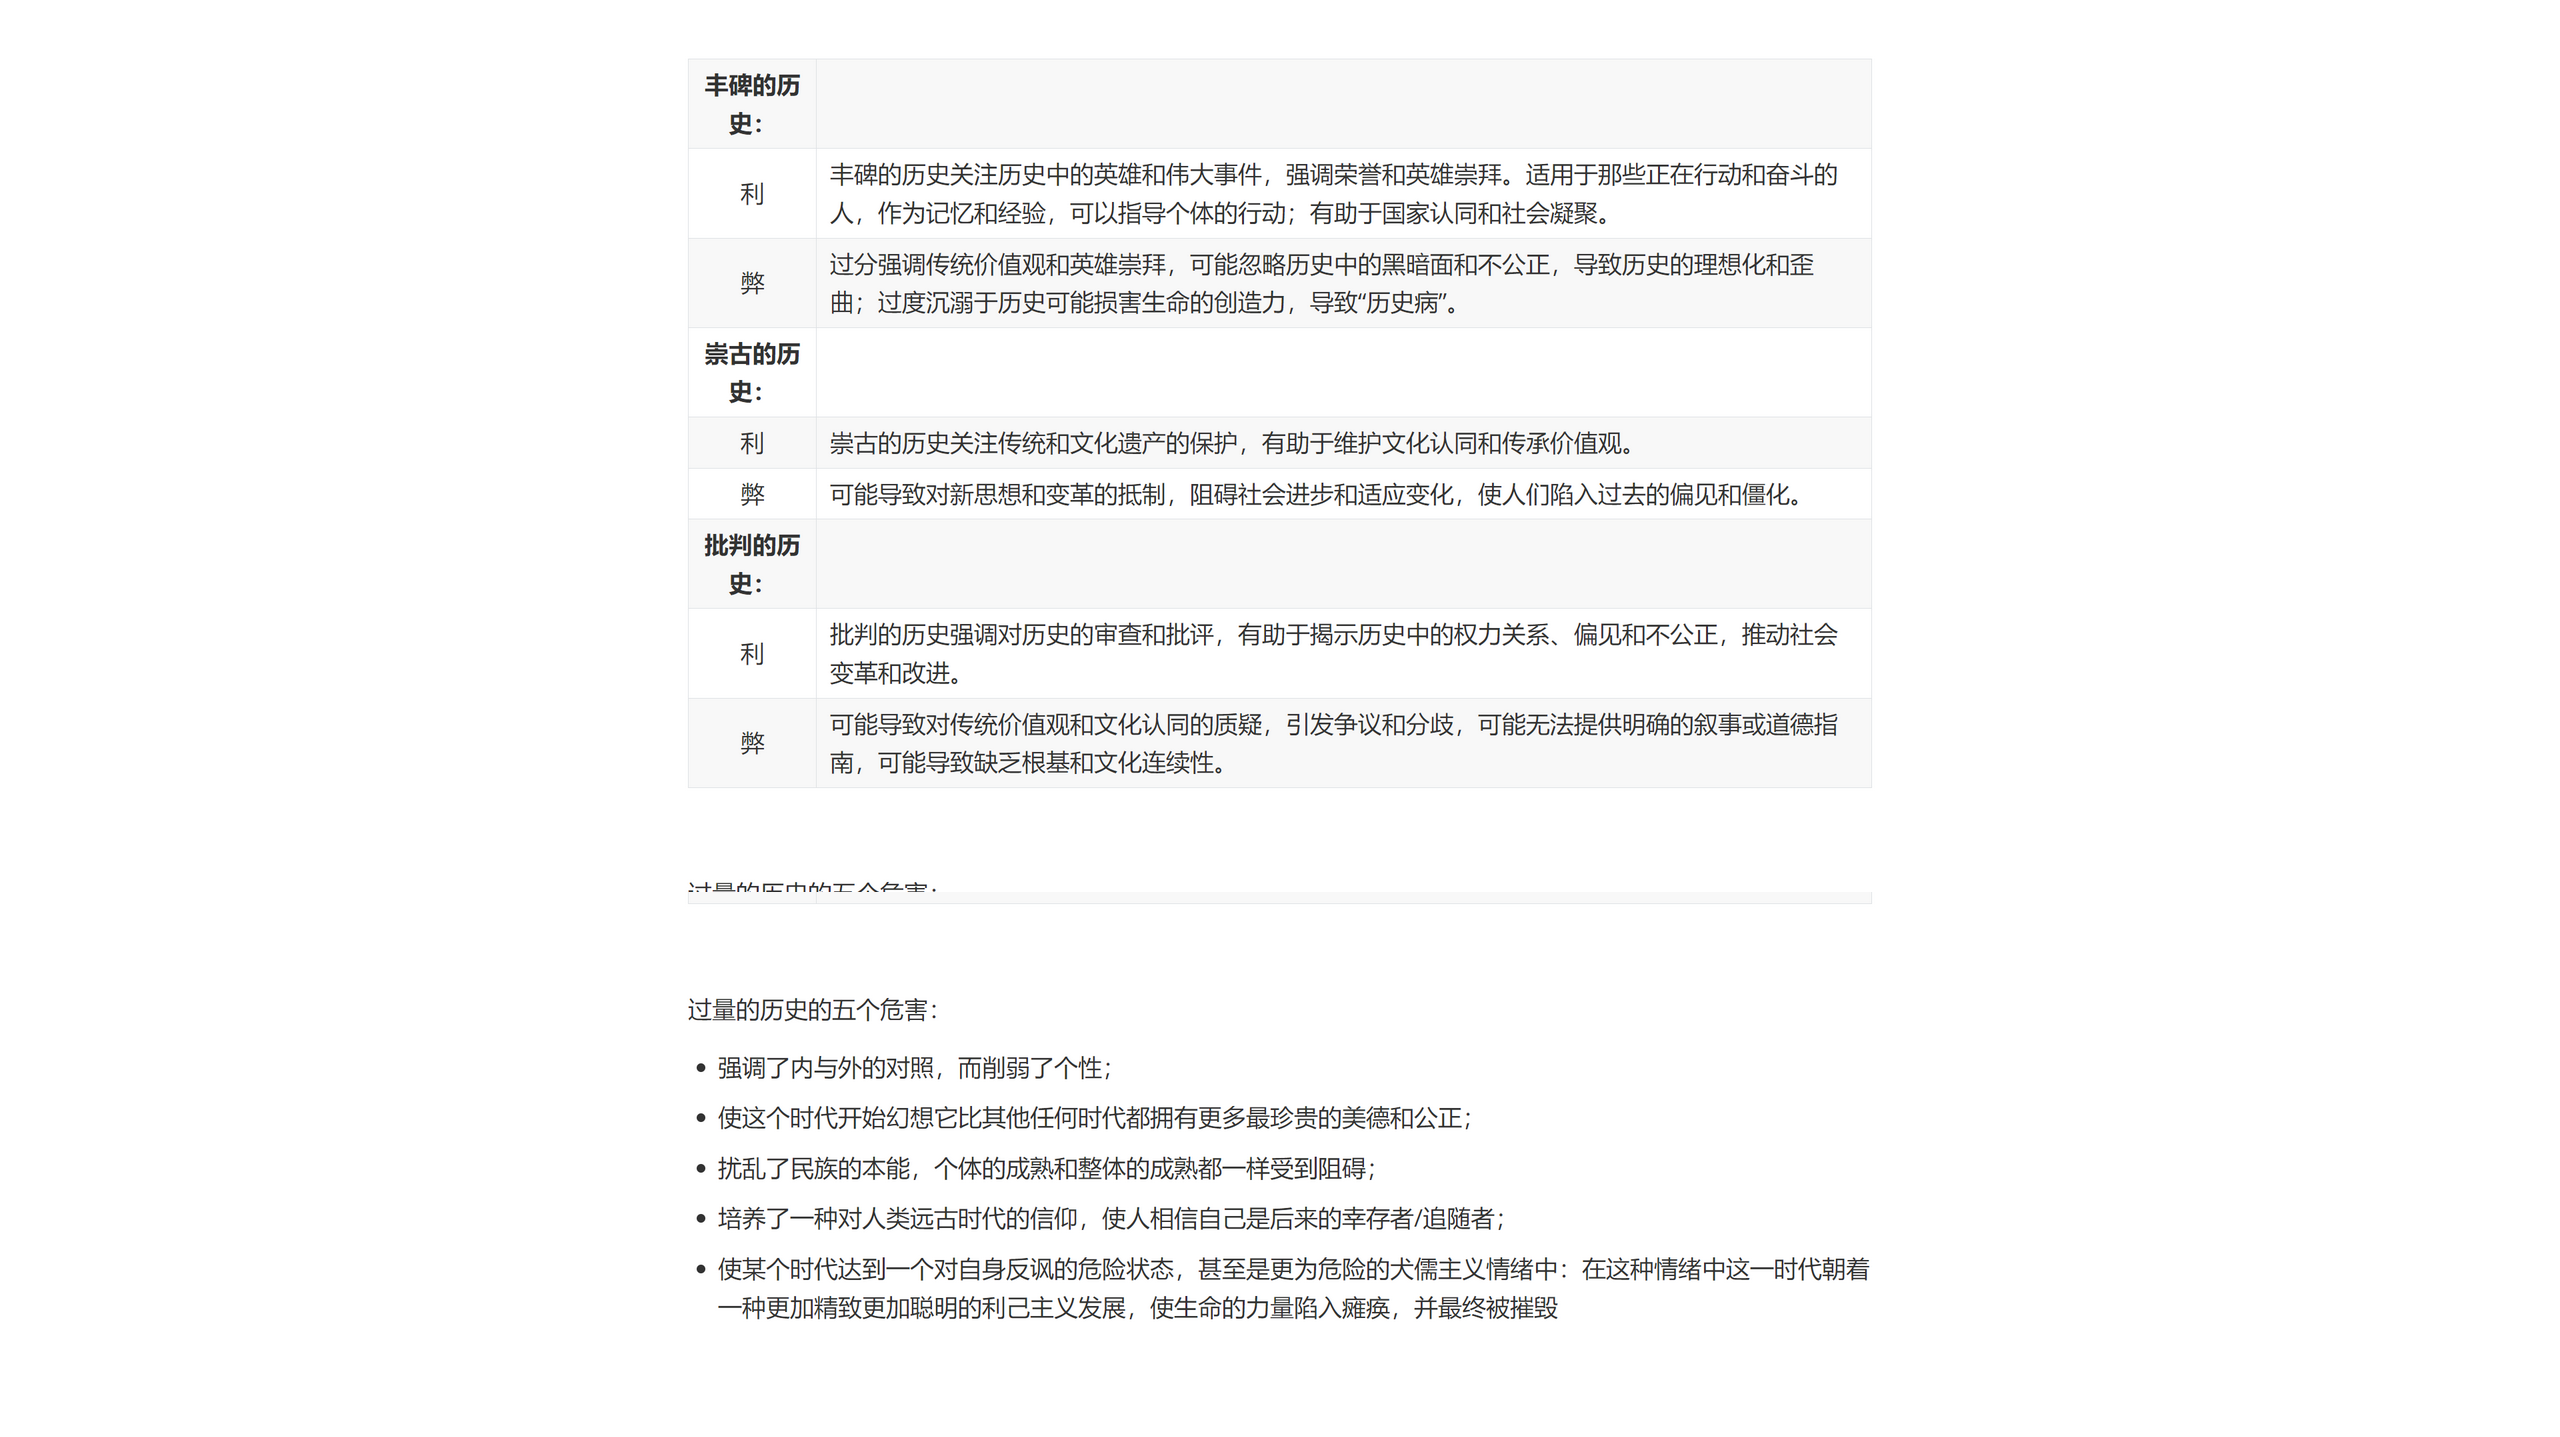 丰碑的历
史：
利
丰碑的历史关注历史中的英雄和伟大事件，强调荣誉和英雄崇拜。适用于那些正在行动和奋斗的
人，作为记忆和经验，可以指导个体的行动；有助于国家认同和社会凝聚。
弊
过分强调传统价值观和英雄崇拜，可能忽略历史中的黑暗面和不公正，导致历史的理想化和歪
曲；过度沉溺于历史可能损害生命的创造力，导致“历史病”。
崇古的历
史：
利
崇古的历史关注传统和文化遗产的保护，有助于维护文化认同和传承价值观。
弊
可能导致对新思想和变革的抵制，阻碍社会进步和适应变化，使人们陷入过去的偏见和僵化。
批判的历
史：
利
批判的历史强调对历史的审查和批评，有助于揭示历史中的权力关系、偏见和不公正，推动社会
变革和改进。
弊
可能导致对传统价值观和文化认同的质疑，引发争议和分歧，可能无法提供明确的叙事或道德指
南，可能导致缺乏根基和文化连续性。
过量的历史的五个危害：
过量的历史的五个危害：
强调了内与外的对照，而削弱了个性；
使这个时代开始幻想它比其他任何时代都拥有更多最珍贵的美德和公正；
扰乱了民族的本能，个体的成熟和整体的成熟都一样受到阻碍；
培养了一种对人类远古时代的信仰，使人相信自己是后来的幸存者/追随者；
使某个时代达到一个对自身反讽的危险状态，甚至是更为危险的犬儒主义情绪中：在这种情绪中这一时代朝着
一种更加精致更加聪明的利己主义发展，使生命的力量陷入瘫痪，并最终被摧毁